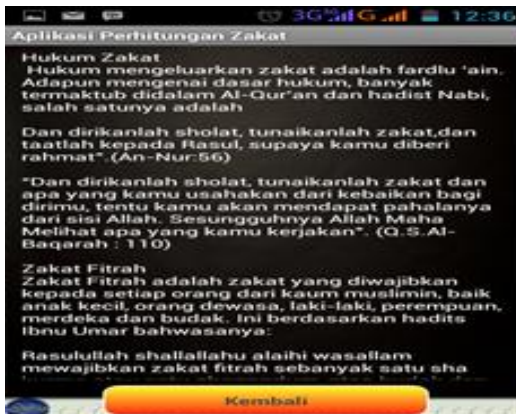 3G G 12:36
Aplikasi Perhitungan Zakat
Hukum Zakat
Hukum mengeluarkan zakat adalah fardlu 'ain.
Adapun mengenai dasar hukum, banyak
termaktub didalam Al-Qur'an dan hadist Nabi,
salah satunya adalah
Dan dirikanlah sholat, tunaikanlah zakat,dan
taatlah kepada Rasul, supaya kamu diberi
rahmat".(An-Nur:56)
"Dan dirikanlah sholat, tunaikanlah zakat dan
apa yang kamu usahakan dari kebaikan bagi
dirimu, tentu kamu akan mendapat pahalanya
dari sisi Allah. Sesungguhnya Allah Maha
Melihat apa yang kamu kerjakan". (Q.S.Al-
Baqarah : 110)
Zakat Fitrah
Zakat Fitrah adalah zakat yang diwajibkan
kepada setiap orang dari kaum muslimin, baik
anak kecil, orang dewasa, laki-laki, perempuan,
merdeka dan budak. Ini berdasarkan hadits
Ibnu Umar bahwasanya:
Rasulullah shallallahu alaihi wasallam
mewajibkan zakat fitrah sebanyak satu sha
Kembali